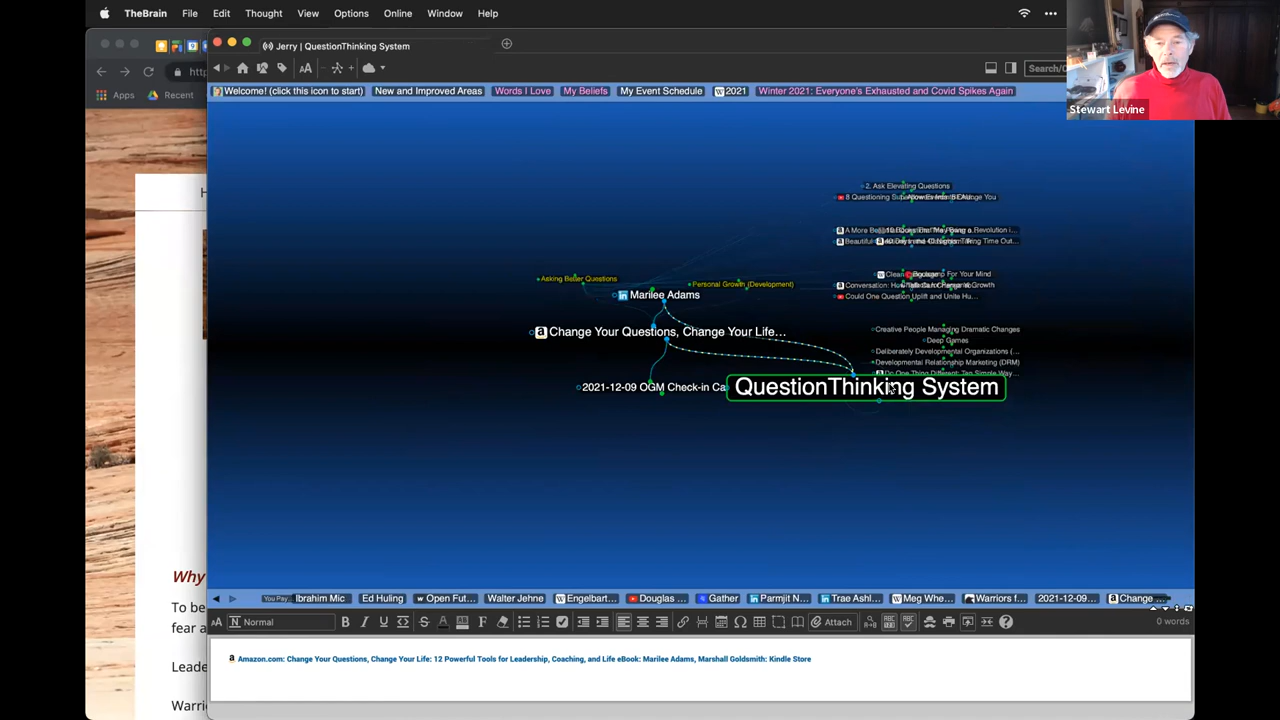 TheBrain File Edit Thought View Options Online Window Help
Jerry | QuestionThinking System
Search/Co
http
Apps Recent
Welcome! (click this icon to start) New and Improved Areas Words I Love My Beliefs My Event Schedule 2021 Winter 2021: Everyone's Exhausted and Covid Spikes Again
Stewart Levine
2. Ask Elevating Questions
Creative People Managing Dramatic Changes
Deep Games
Deliberately Developmental Organizations (...
Developmental Relationship Marketing (DRM)
Could One Question Uplift and Unite Hu...
Asking Better Questions
Personal Growth (Development)
Marilee Adams
Change Your Questions, Change Your Life...
2021-12-09 OGM Check-in Ca
QuestionThinking System
You Pay... Ibrahim Mic Ed Huling Open Fut... Walter Jehne Engelbart... Douglas ... Gather Parmjit N... Trae Ashl... Meg Whe... Warriors f... 2021-12-09... Change ...
Normal
Attach
0 words
Amazon.com: Change Your Questions, Change Your Life: 12 Powerful Tools for Leadership, Coaching, and Life eBook: Marilee Adams, Marshall Goldsmith: Kindle Store
Why
To be
fear a
Leade
Warri